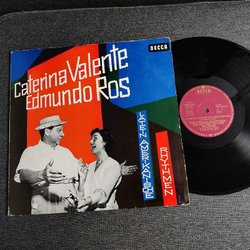 DECCA
Caterina Valente
Edmundo Ros
LATEINAMERIKANISCHE
RHYTHMEN
DECCA